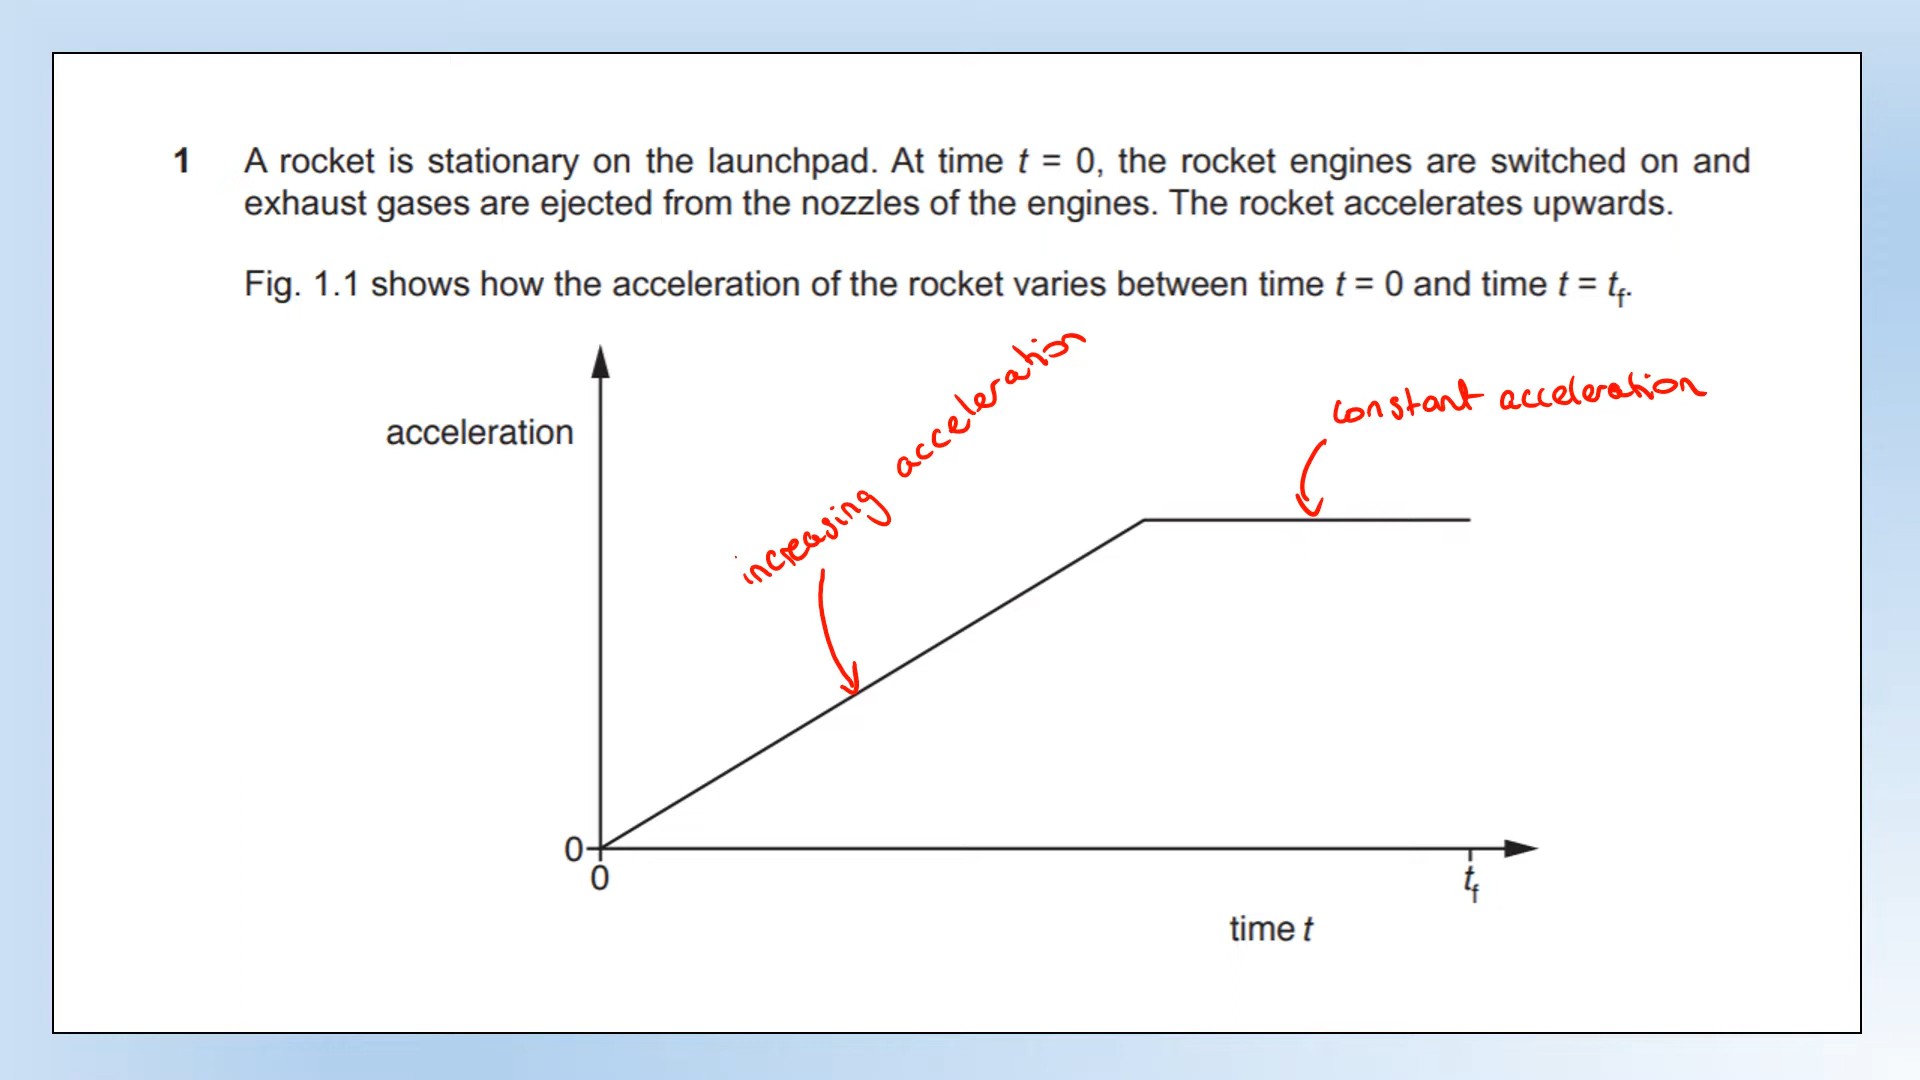 1 A rocket is stationary on the launchpad. At time t = 0, the rocket engines are switched on and
exhaust gases are ejected from the nozzles of the engines. The rocket accelerates upwards.
Fig. 1.1 shows how the acceleration of the rocket varies between time t = 0 and time t = tf.
increasing acceleration
constant acceleration
acceleration
0
0
tf
time t